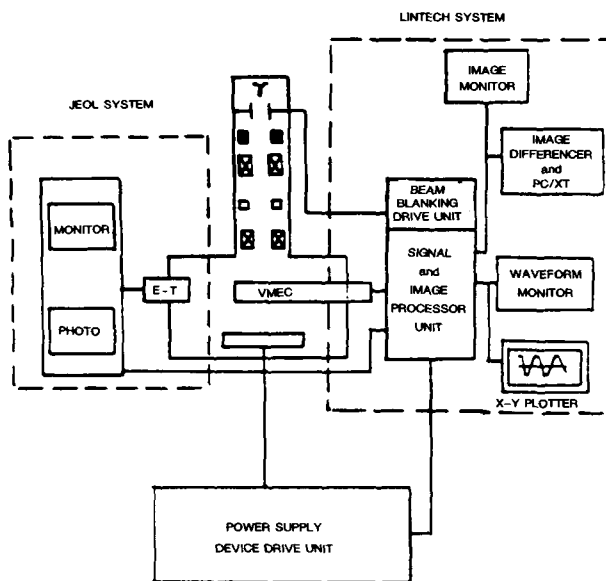 LINTECH SYSTEM
JEOL SYSTEM
IMAGE
MONITOR
IMAGE
DIFFERENCER
and
PC/XT
BEAM
BLANKING
DRIVE UNIT
MONITOR
SIGNAL
and
IMAGE
PROCESSOR
UNIT
WAVEFORM
MONITOR
E-T
VMEC
PHOTO
X-Y PLOTTER
POWER SUPPLY
DEVICE DRIVE UNIT